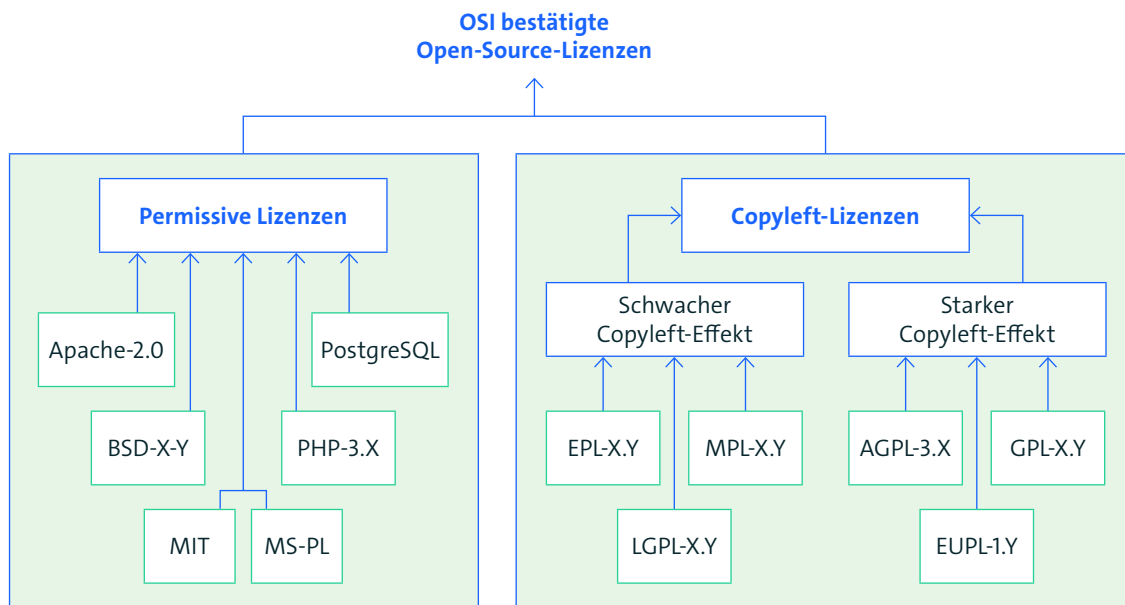 OSI bestätigte
Open-Source-Lizenzen
Permissive Lizenzen
Apache-2.0
PostgreSQL
BSD-X-Y
PHP-3.X
MIT
MS-PL
Copyleft-Lizenzen
Schwacher
Copyleft-Effekt
Starker
Copyleft-Effekt
EPL-X.Y
MPL-X.Y
AGPL-3.X
GPL-X.Y
LGPL-X.Y
EUPL-1.Y